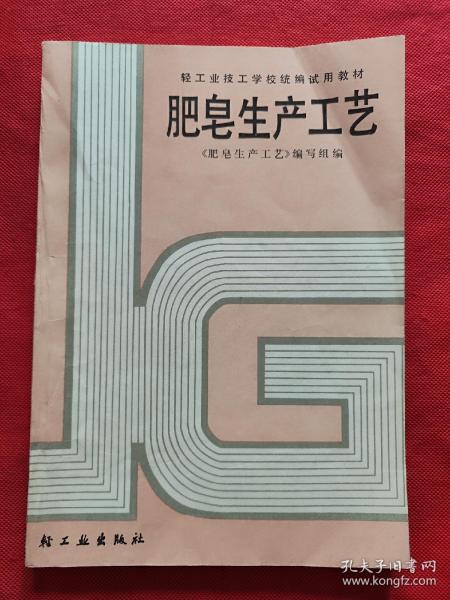 轻工业技工学校统编试用教材
肥皂生产工艺
《肥皂生产工艺》编写组编
轻工业出版社
孔夫子旧书网
www.kongfz.com